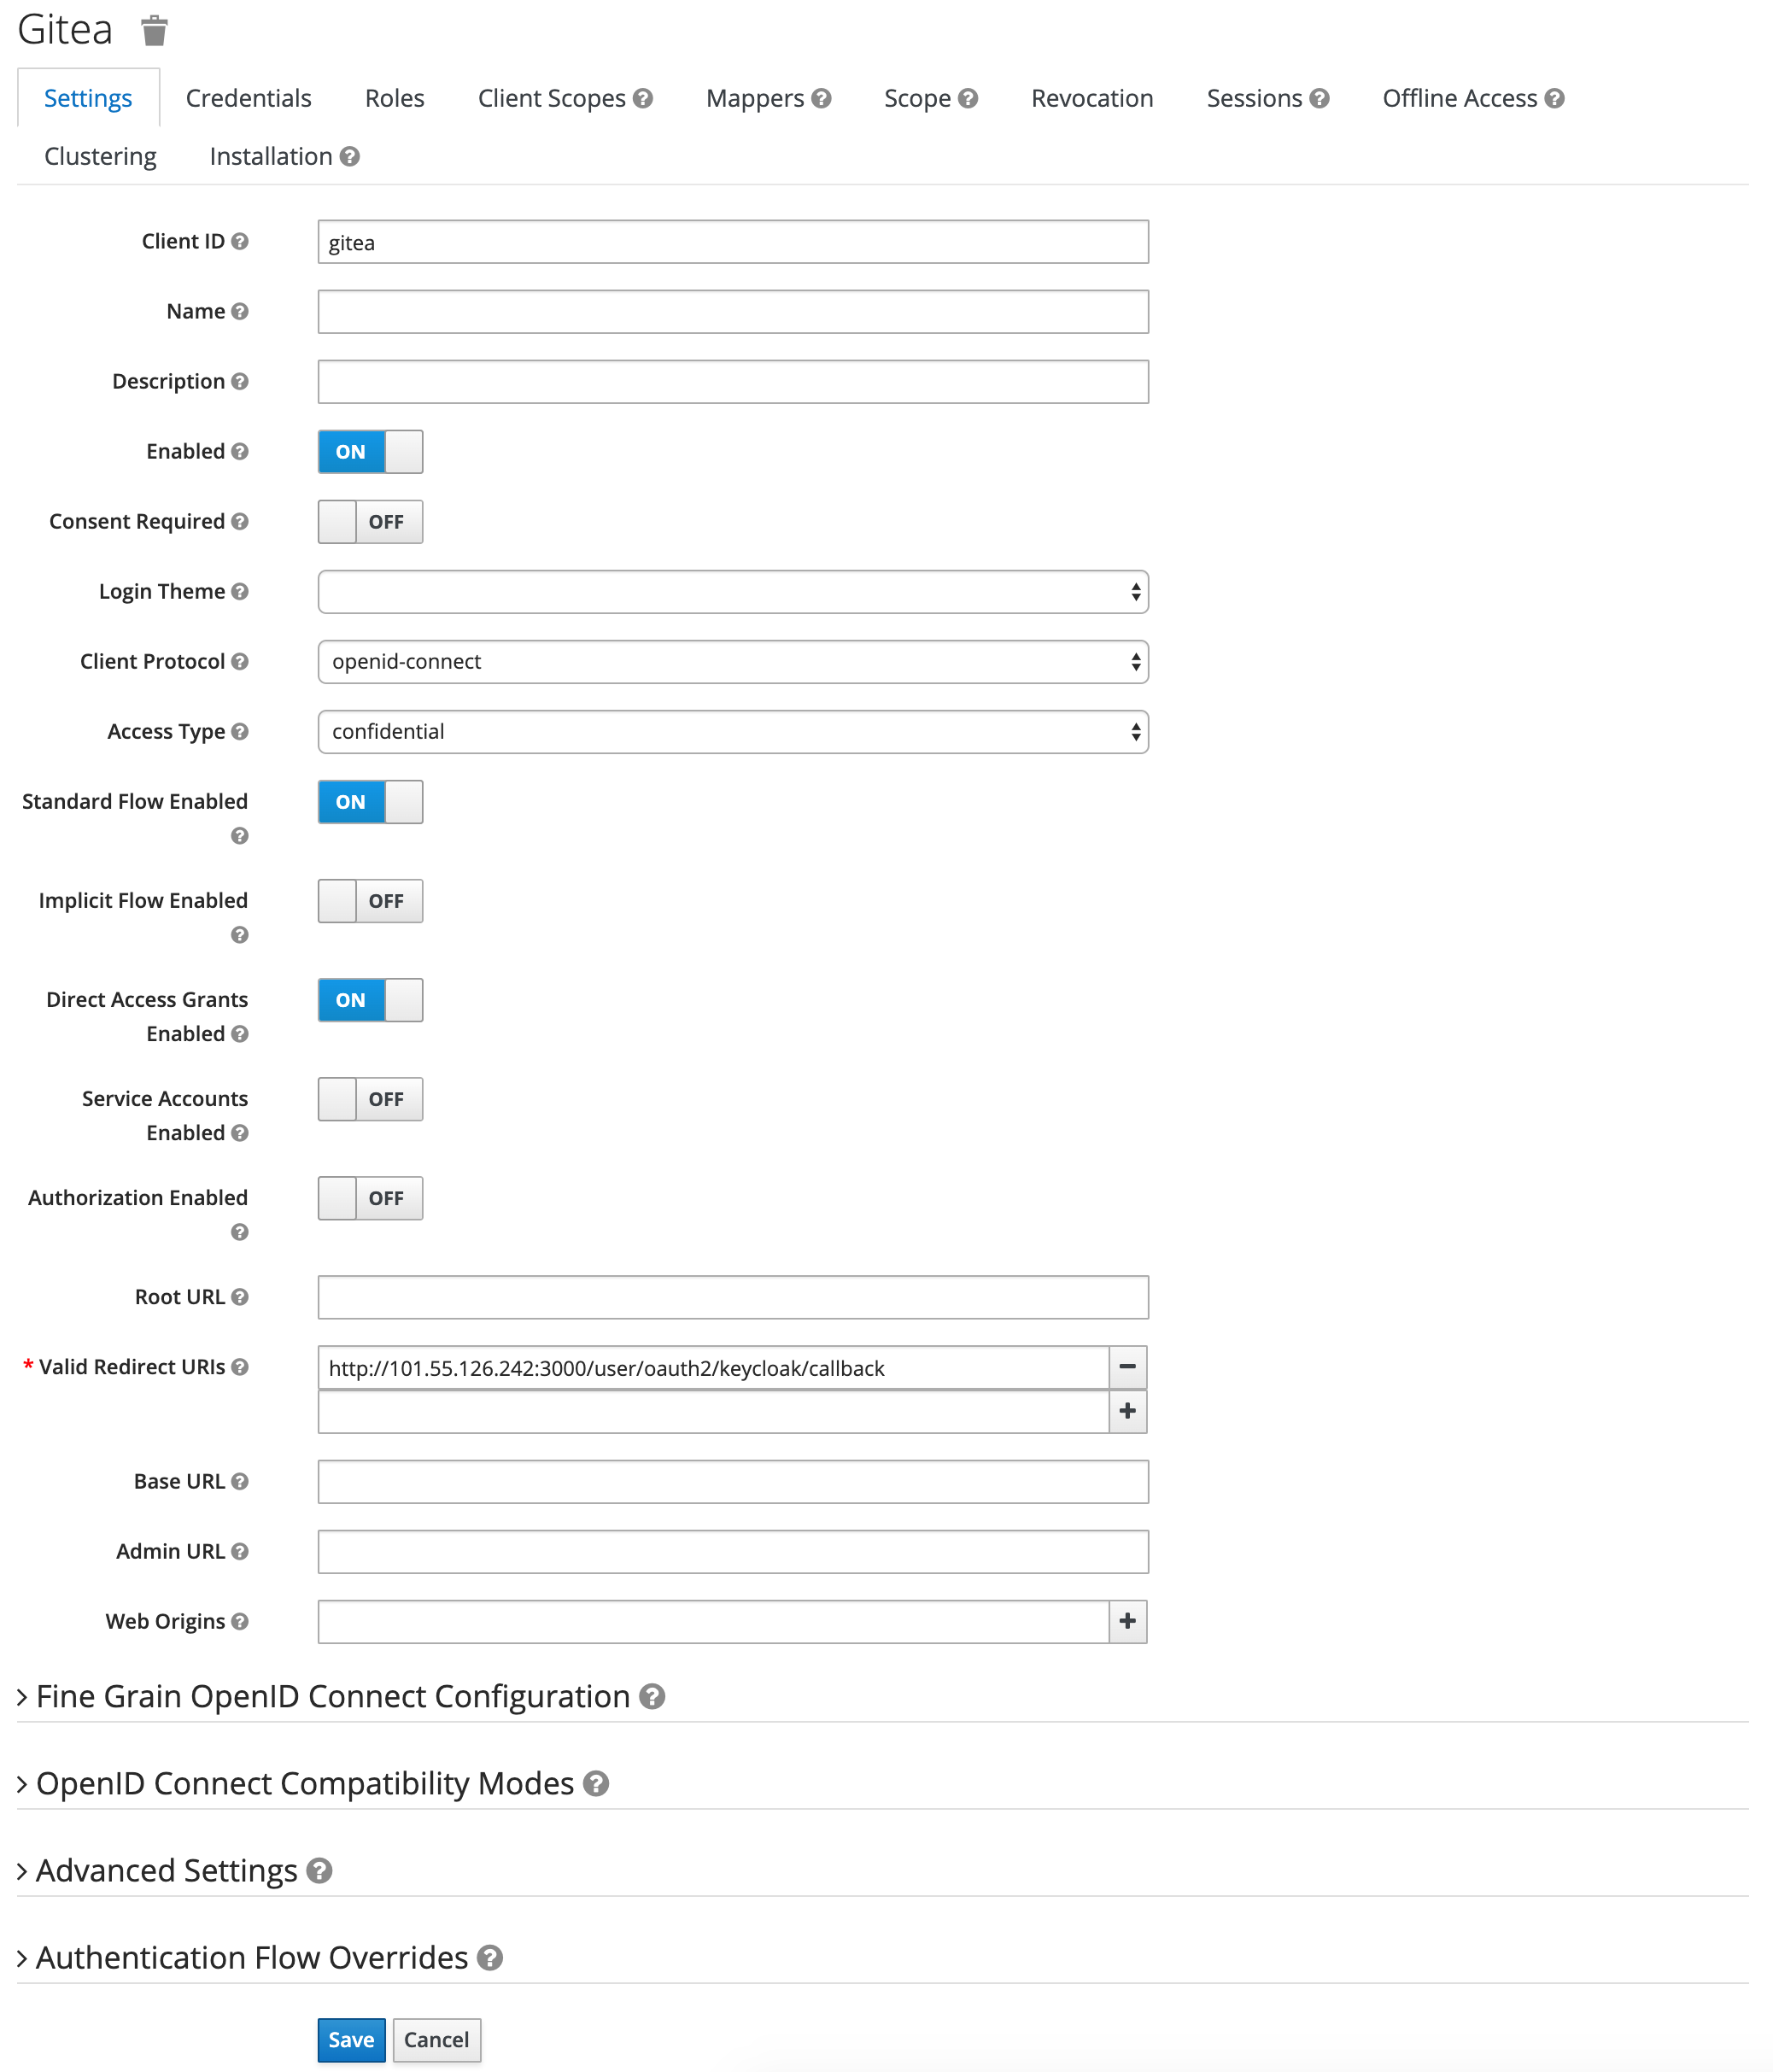 Gitea
Settings Credentials Roles Client Scopes Mappers Scope Revocation Sessions Offline Access
Clustering Installation
Client ID gitea
Name
Description
Enabled ON
Consent Required OFF
Login Theme
Client Protocol openid-connect
Access Type confidential
Standard Flow Enabled ON
Implicit Flow Enabled OFF
Direct Access Grants ON
Enabled
Service Accounts OFF
Enabled
Authorization Enabled OFF
Root URL
* Valid Redirect URIs http://101.55.126.242:3000/user/oauth2/keycloak/callback
Base URL
Admin URL
Web Origins
Fine Grain OpenID Connect Configuration
OpenID Connect Compatibility Modes
Advanced Settings
Authentication Flow Overrides
Save Cancel